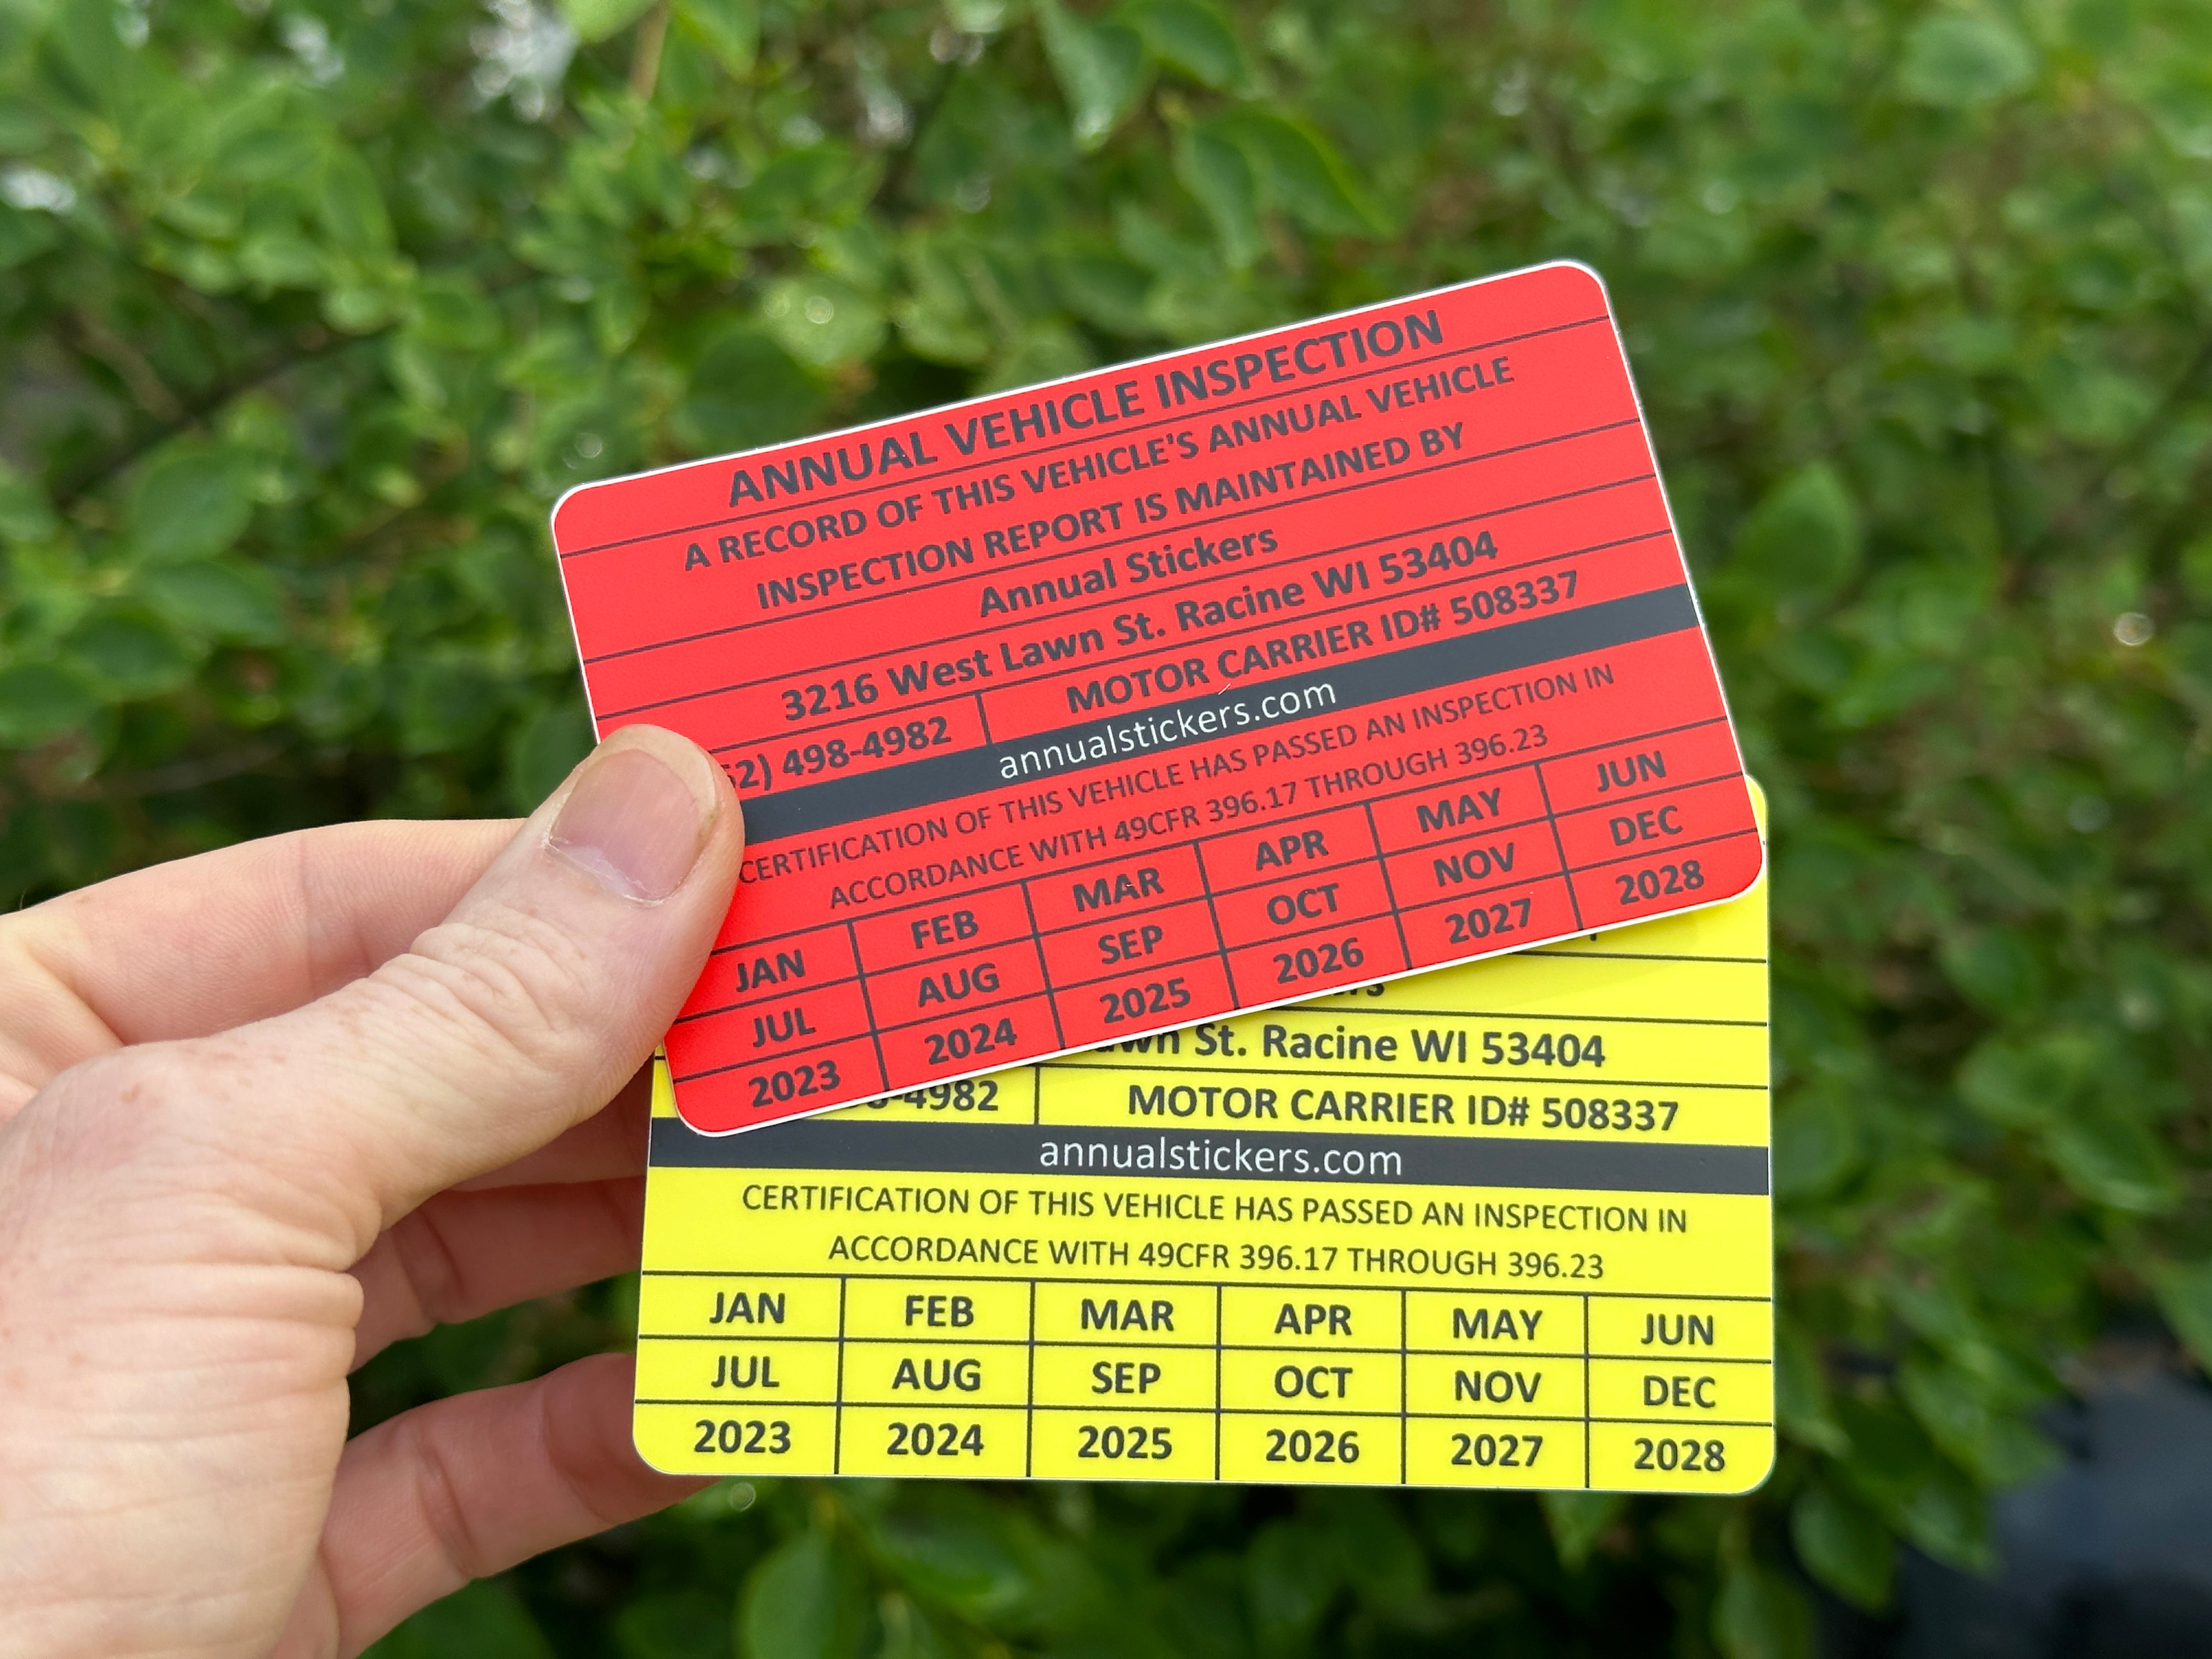 ANNUAL VEHICLE INSPECTION
A RECORD OF THIS VEHICLE'S ANNUAL VEHICLE
INSPECTION REPORT IS MAINTAINED BY
Annual Stickers
3216 West Lawn St. Racine WI 53404
52) 498-4982 MOTOR CARRIER ID# 508337
annualstickers.com
CERTIFICATION OF THIS VEHICLE HAS PASSED AN INSPECTION IN
ACCORDANCE WITH 49CFR 396.17 THROUGH 396.23
JAN FEB MAR APR MAY JUN
JUL AUG SEP OCT NOV DEC
2023 2024 2025 2026 2027 2028
St. Racine WI 53404
-4982 MOTOR CARRIER ID# 508337
annualstickers.com
CERTIFICATION OF THIS VEHICLE HAS PASSED AN INSPECTION IN
ACCORDANCE WITH 49CFR 396.17 THROUGH 396.23
JAN FEB MAR APR MAY JUN
JUL AUG SEP OCT NOV DEC
2023 2024 2025 2026 2027 2028